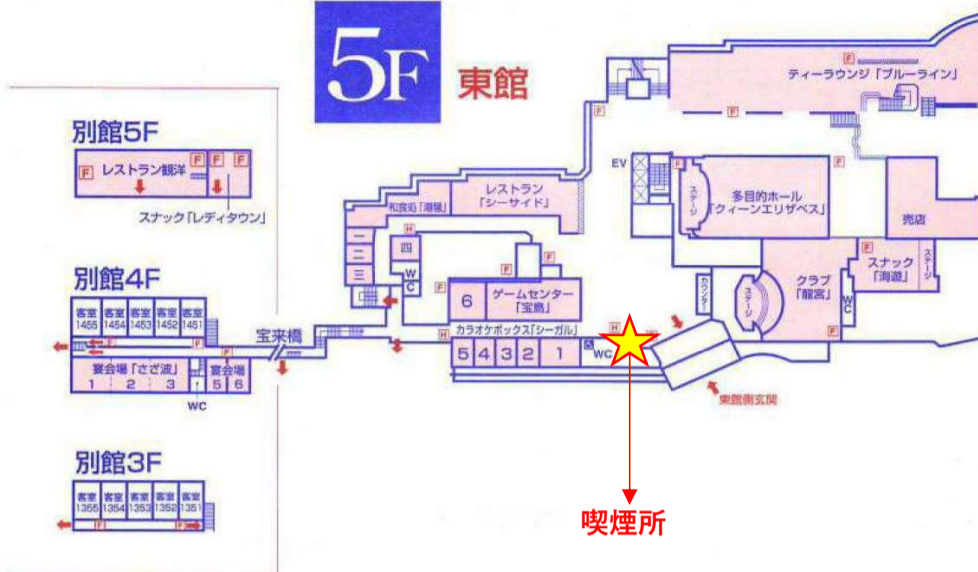 5F 東館
ティーラウンジ「ブルーライン」
F
F
F
別館5F
レストラン観洋
F
F
F
F
スナック「レディタウン」
EV
ステージ
F
多目的ホール
「クィーンエリザベス」
F
売店
レストラン
「シーサイド」
和食処「潮騒」
H
一
二
三
四
WC
F
F
F
6
ゲームセンター
「宝島」
カウンター
ステージ
クラブ
「龍宮」
F
WC
F
スナック
「海遊」
ステージ
別館4F
客室
1455
客室
1454
客室
1453
客室
1452
客室
1451
F
F
F
宝来橋
宴会場「さざ波」
1 2 3
WC
宴会場
5 6
H
カラオケボックス「シーガル」
H
5 4 3 2 1
WC
東館側玄関
別館3F
客室
1355
客室
1354
客室
1353
客室
1352
客室
1351
F
F
喫煙所